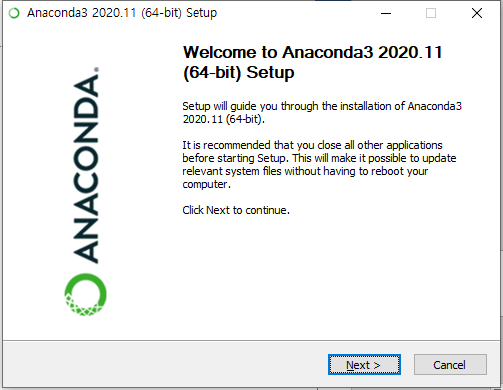 Anaconda3 2020.11 (64-bit) Setup
ANACONDA.
Welcome to Anaconda3 2020.11
(64-bit) Setup
Setup will guide you through the installation of Anaconda3
2020.11 (64-bit).
It is recommended that you close all other applications
before starting Setup. This will make it possible to update
relevant system files without having to reboot your
computer.
Click Next to continue.
Next >
Cancel